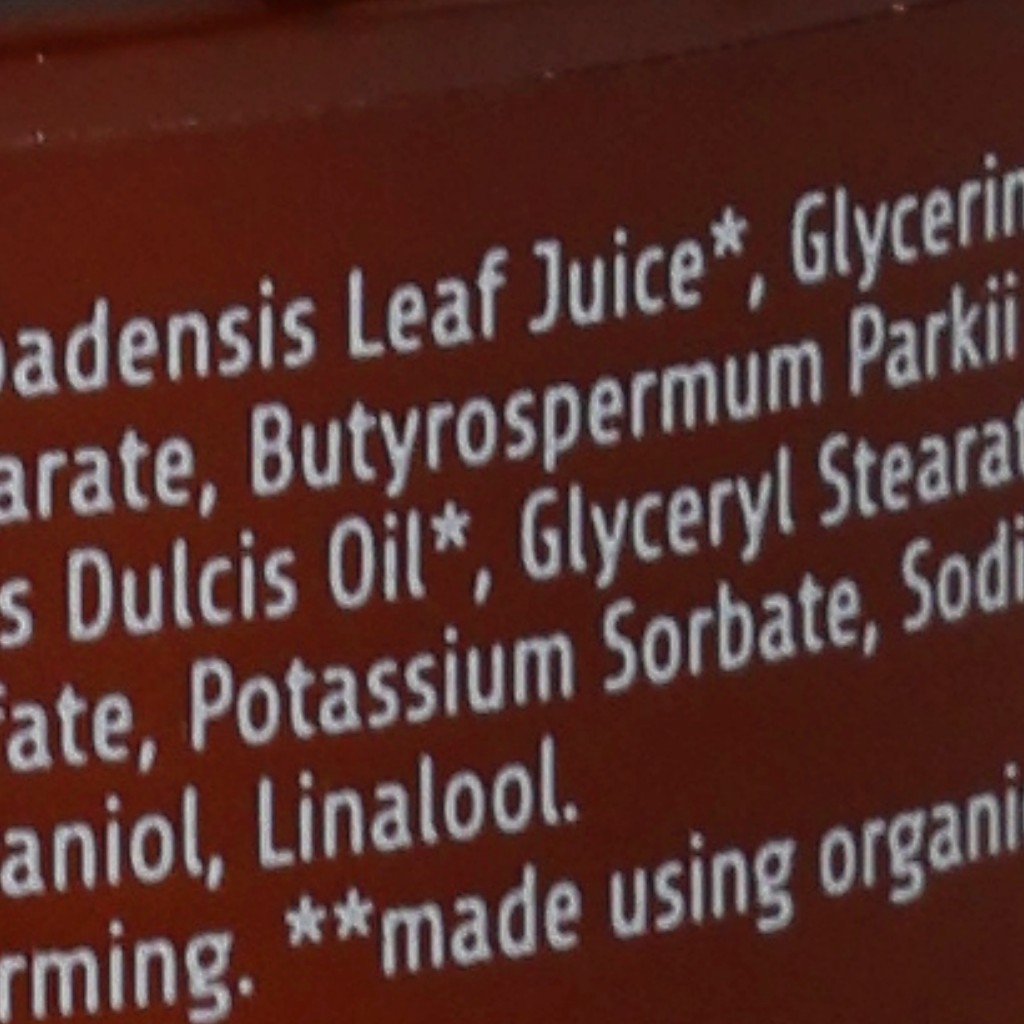 adensis Leaf Juice*, Glycerin
arate, Butyrospermum Parkii
s Dulcis Oil*, Glyceryl Stearat
fate, Potassium Sorbate, Sodi
aniol, Linalool.
rming. **made using organi